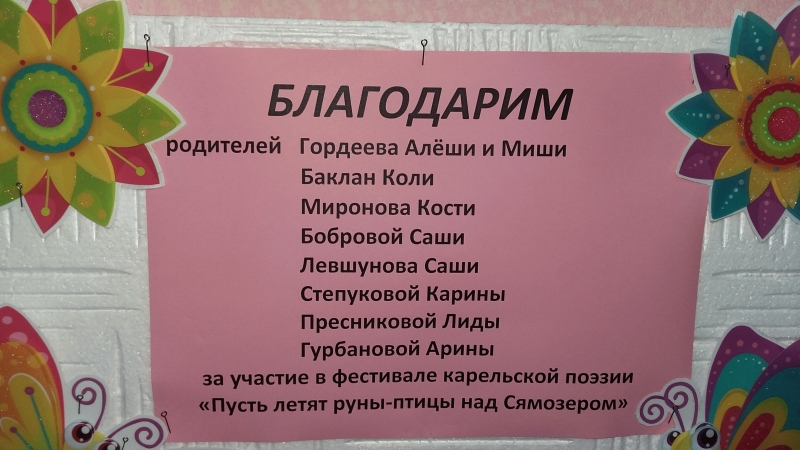 БЛАГОДАРИМ
родителей Гордеева Алёши и Миши
Баклан Коли
Миронова Кости
Бобровой Саши
Левшунова Саши
Степуковой Карины
Пресниковой Лиды
Гурбановой Арины
за участие в фестивале карельской поэзии
«Пусть летят руны-птицы над Сямозером»